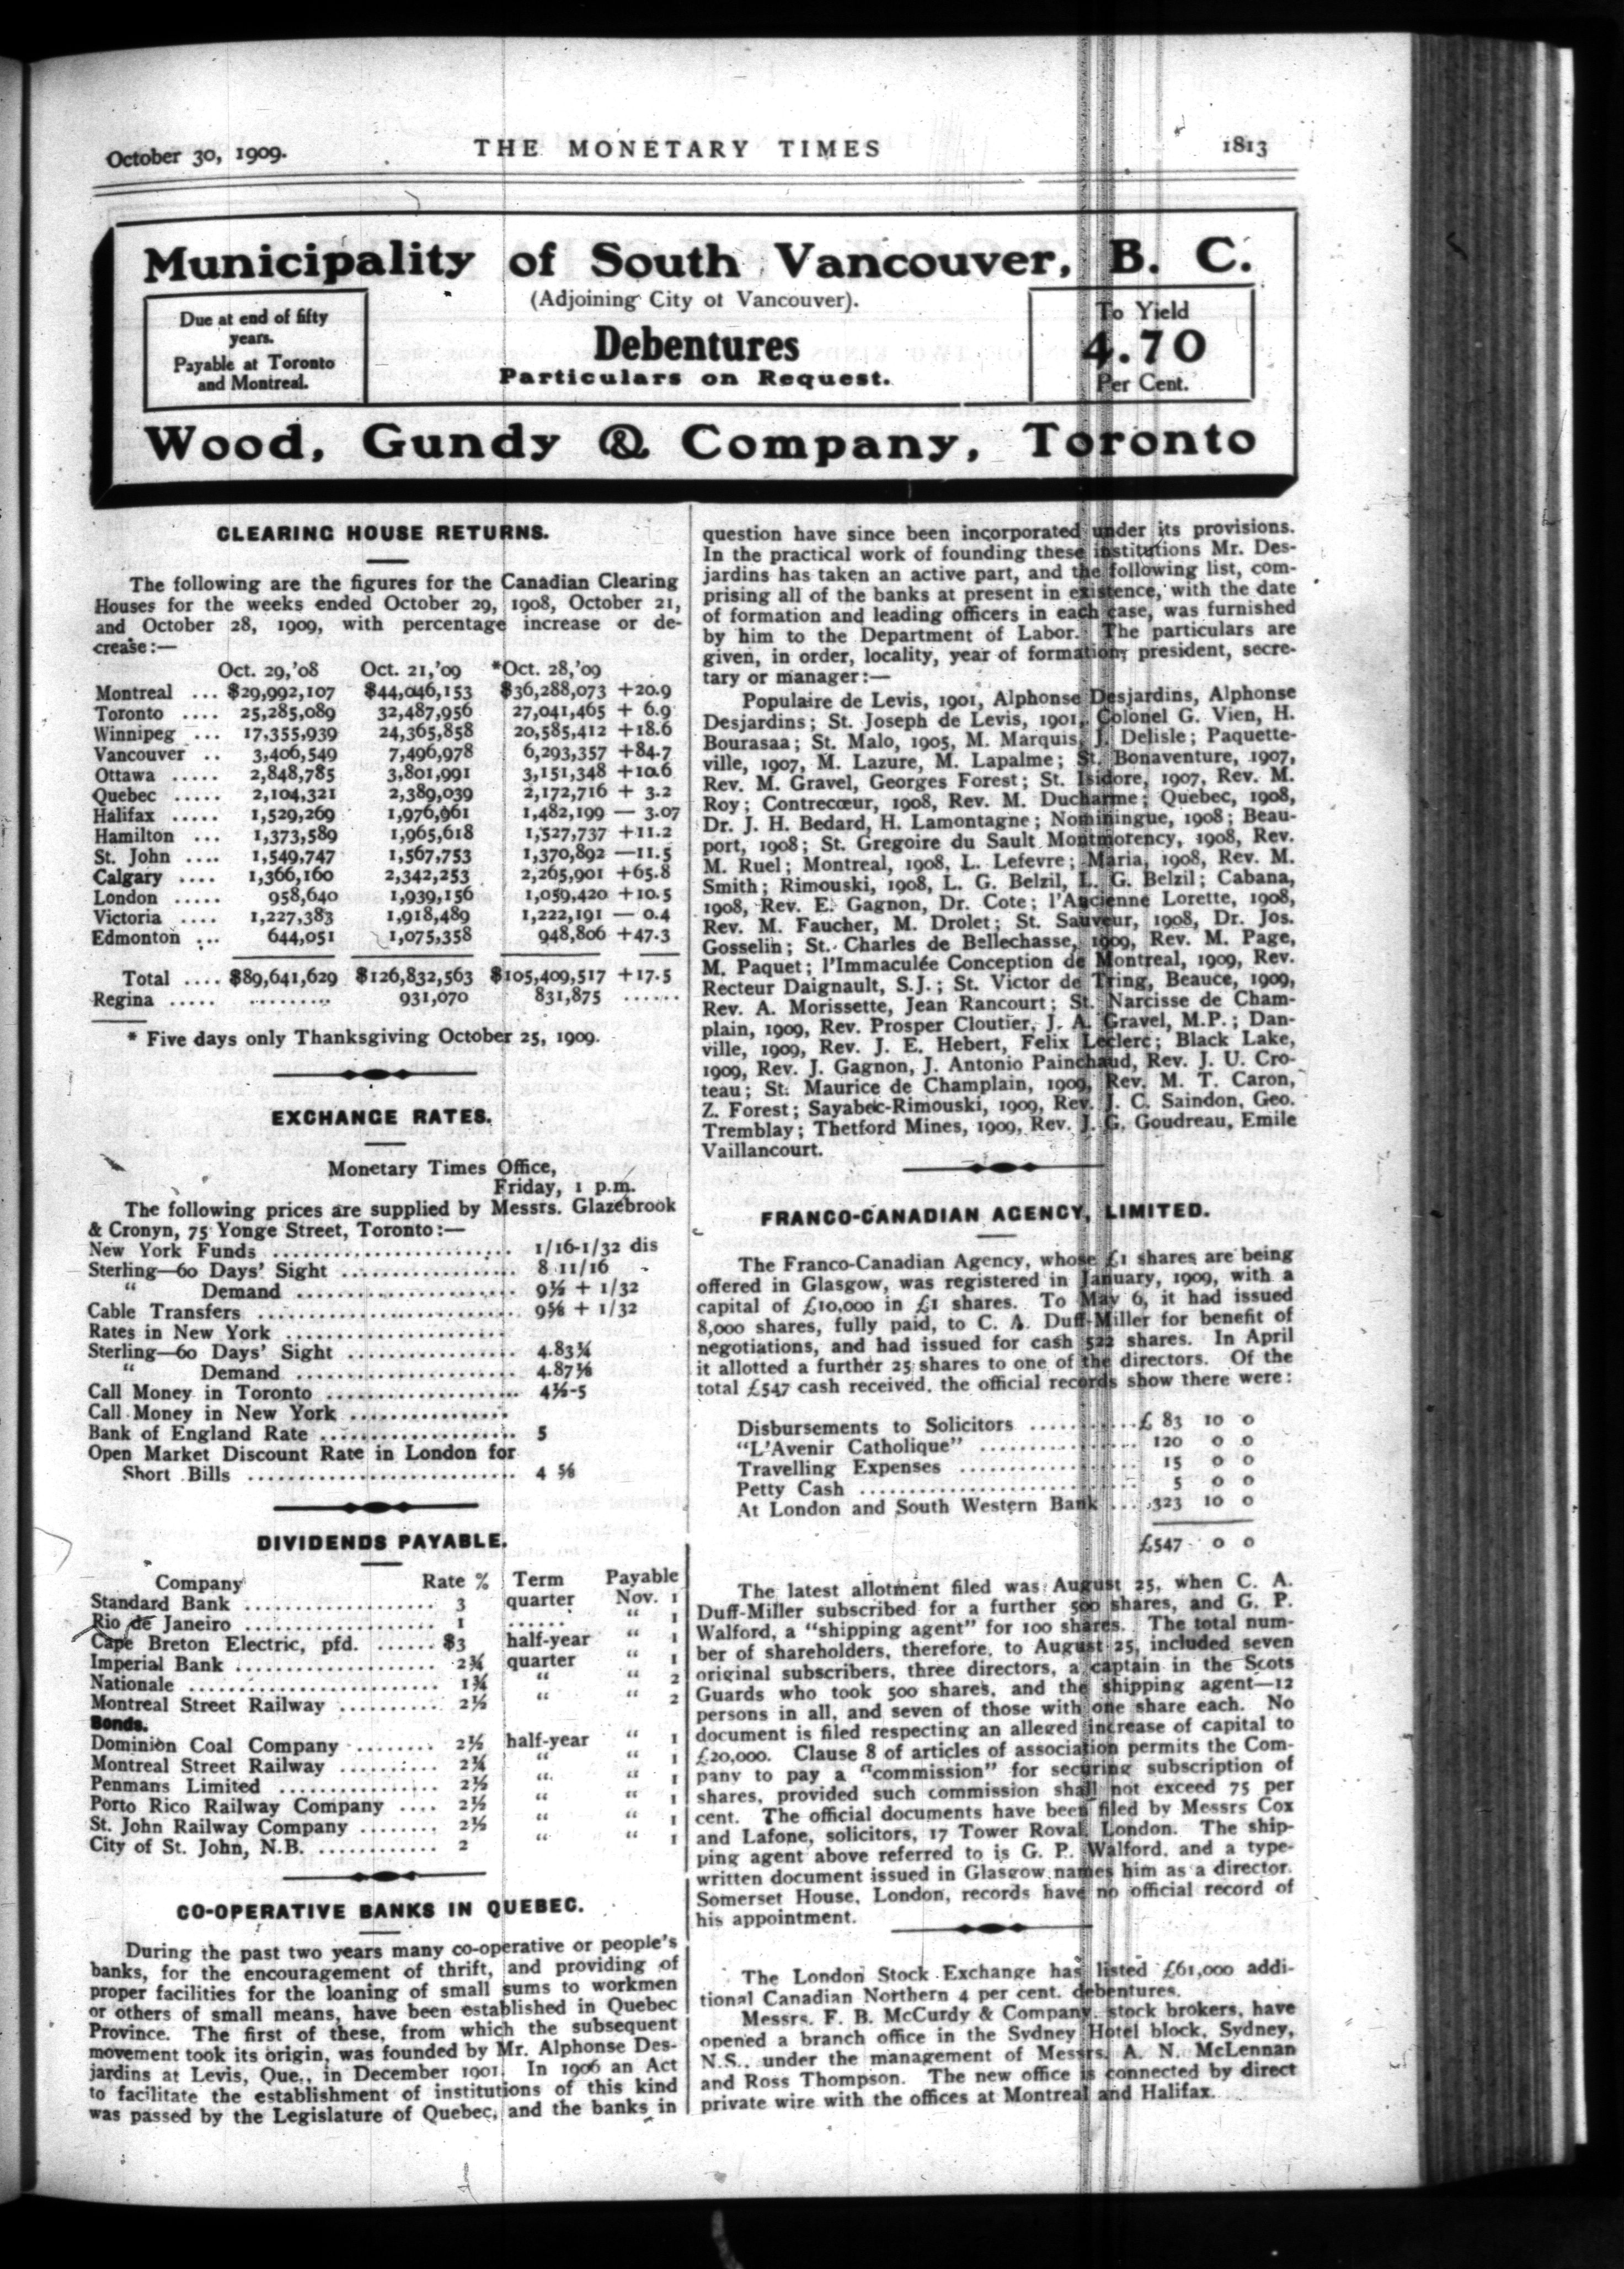 October 30, 1909.
THE MONETARY TIMES
1813
Municipality of South Vancouver, B. C.
(Adjoining City of Vancouver).
Due at end of fifty
years.
Payable at Toronto
and Montreal.
Debentures
Particulars on Request.
To Yield
4.70
Per Cent.
Wood, Gundy & Company, Toronto
CLEARING HOUSE RETURNS.
The following are the figures for the Canadian Clearing
Houses for the weeks ended October 29, 1908, October 21,
and October 28, 1909, with percentage increase or de-
crease:—
Oct. 29,'08 Oct. 21,'09 *Oct. 28,'09
Montreal ... $29,992,107 $44,046,153 $36,288,073 +20.9
Toronto .... 25,285,089 32,487,956 27,041,465 + 6.9
Winnipeg ... 17,355,939 24,365,858 20,585,412 +18.6
Vancouver .. 3,406,549 7,496,978 6,293,357 +84.7
Ottawa ..... 2,848,785 3,801,991 3,151,348 +10.6
Quebec ..... 2,104,321 2,389,039 2,172,716 + 3.2
Halifax ..... 1,529,269 1,976,961 1,482,199 — 3.07
Hamilton ... 1,373,589 1,965,618 1,527,737 +11.2
St. John .... 1,549,747 1,567,753 1,370,892 —11.5
Calgary .... 1,366,160 2,342,253 2,265,901 +65.8
London ..... 958,640 1,939,156 1,059,420 +10.5
Victoria .... 1,227,383 1,918,489 1,222,191 — 0.4
Edmonton ... 644,051 1,075,358 948,806 +47.3
Total .... $89,641,629 $126,832,563 $105,409,517 +17.5
Regina ..... ......... 931,070 831,875 ......
* Five days only Thanksgiving October 25, 1909.
EXCHANGE RATES.
Monetary Times Office,
Friday, 1 p.m.
The following prices are supplied by Messrs. Glazebrook
& Cronyn, 75 Yonge Street, Toronto:—
New York Funds ........................ 1/16-1/32 dis
Sterling—60 Days' Sight .................. 8 11/16
" Demand ...................... 9½ + 1/32
Cable Transfers .......................... 9⅝ + 1/32
Rates in New York ......................
Sterling—60 Days' Sight .................. 4.83¼
" Demand ...................... 4.87⅛
Call Money in Toronto .................... 4½-5
Call Money in New York ................
Bank of England Rate .................... 5
Open Market Discount Rate in London for
Short Bills ............................ 4 ⅝
DIVIDENDS PAYABLE.
Company Rate % Term Payable
Standard Bank .................. 3 quarter Nov. 1
Rio de Janeiro .................. 1 ...... " 1
Cape Breton Electric, pfd. ...... $3 half-year " 1
Imperial Bank .................... 2¾ quarter " 1
Nationale ........................ 1¾ " " 2
Montreal Street Railway .......... 2½ " " 2
Bonds.
Dominion Coal Company ........ 2½ half-year " 1
Montreal Street Railway .......... 2¼ " " 1
Penmans Limited ................ 2½ " " 1
Porto Rico Railway Company .... 2½ " " 1
St. John Railway Company ........ 2½ " " 1
City of St. John, N.B. ............ 2 " " 1
CO-OPERATIVE BANKS IN QUEBEC.
During the past two years many co-operative or people's
banks, for the encouragement of thrift, and providing of
proper facilities for the loaning of small sums to workmen
or others of small means, have been established in Quebec
Province. The first of these, from which the subsequent
movement took its origin, was founded by Mr. Alphonse Des-
jardins at Levis, Que., in December 1901. In 1906 an Act
to facilitate the establishment of institutions of this kind
was passed by the Legislature of Quebec, and the banks in
question have since been incorporated under its provisions.
In the practical work of founding these institutions Mr. Des-
jardins has taken an active part, and the following list, com-
prising all of the banks at present in existence, with the date
of formation and leading officers in each case, was furnished
by him to the Department of Labor. The particulars are
given, in order, locality, year of formation, president, secre-
tary or manager:—
Populaire de Levis, 1901, Alphonse Desjardins, Alphonse
Desjardins; St. Joseph de Levis, 1901, Colonel G. Vien, H.
Bourasaa; St. Malo, 1905, M. Marquis, J. Delisle; Paquette-
ville, 1907, M. Lazure, M. Lapalme; St. Bonaventure, 1907,
Rev. M. Gravel, Georges Forest; St. Isidore, 1907, Rev. M.
Roy; Contrecœur, 1908, Rev. M. Ducharme; Quebec, 1908,
Dr. J. H. Bedard, H. Lamontagne; Nominingue, 1908; Beau-
port, 1908; St. Gregoire du Sault Montmorency, 1908, Rev.
M. Ruel; Montreal, 1908, L. Lefevre; Maria, 1908, Rev. M.
Smith; Rimouski, 1908, L. G. Belzil, L. G. Belzil; Cabana,
1908, Rev. E. Gagnon, Dr. Cote; l'Ancienne Lorette, 1908,
Rev. M. Faucher, M. Drolet; St. Sauveur, 1908, Dr. Jos.
Gosselin; St. Charles de Bellechasse, 1909, Rev. M. Page,
M. Paquet; l'Immaculée Conception de Montreal, 1909, Rev.
Recteur Daignault, S.J.; St. Victor de Tring, Beauce, 1909,
Rev. A. Morissette, Jean Rancourt; St. Narcisse de Cham-
plain, 1909, Rev. Prosper Cloutier, J. A. Gravel, M.P.; Dan-
ville, 1909, Rev. J. E. Hebert, Felix Leclerc; Black Lake,
1909, Rev. J. Gagnon, J. Antonio Painchaud, Rev. J. U. Cro-
teau; St. Maurice de Champlain, 1909, Rev. M. T. Caron,
Z. Forest; Sayabec-Rimouski, 1909, Rev. J. C. Saindon, Geo.
Tremblay; Thetford Mines, 1909, Rev. J. G. Goudreau, Emile
Vaillancourt.
FRANCO-CANADIAN AGENCY, LIMITED.
The Franco-Canadian Agency, whose £1 shares are being
offered in Glasgow, was registered in January, 1909, with a
capital of £10,000 in £1 shares. To May 6, it had issued
8,000 shares, fully paid, to C. A. Duff-Miller for benefit of
negotiations, and had issued for cash 522 shares. In April
it allotted a further 25 shares to one of the directors. Of the
total £547 cash received, the official records show there were:
Disbursements to Solicitors ........... £ 83 10 0
"L'Avenir Catholique" ................ 120 0 0
Travelling Expenses .................. 15 0 0
Petty Cash ............................ 5 0 0
At London and South Western Bank ... 323 10 0
£547 0 0
The latest allotment filed was August 25, when C. A.
Duff-Miller subscribed for a further 500 shares, and G. P.
Walford, a "shipping agent" for 100 shares. The total num-
ber of shareholders, therefore, to August 25, included seven
original subscribers, three directors, a captain in the Scots
Guards who took 500 shares, and the shipping agent—12
persons in all, and seven of those with one share each. No
document is filed respecting an alleged increase of capital to
£20,000. Clause 8 of articles of association permits the Com-
pany to pay a "commission" for securing subscription of
shares, provided such commission shall not exceed 75 per
cent. The official documents have been filed by Messrs Cox
and Lafone, solicitors, 17 Tower Royal, London. The ship-
ping agent above referred to is G. P. Walford, and a type-
written document issued in Glasgow names him as a director.
Somerset House, London, records have no official record of
his appointment.
The London Stock Exchange has listed £61,000 addi-
tional Canadian Northern 4 per cent. debentures.
Messrs. F. B. McCurdy & Company, stock brokers, have
opened a branch office in the Sydney Hotel block, Sydney,
N.S., under the management of Messrs. A. N. McLennan
and Ross Thompson. The new office is connected by direct
private wire with the offices at Montreal and Halifax.